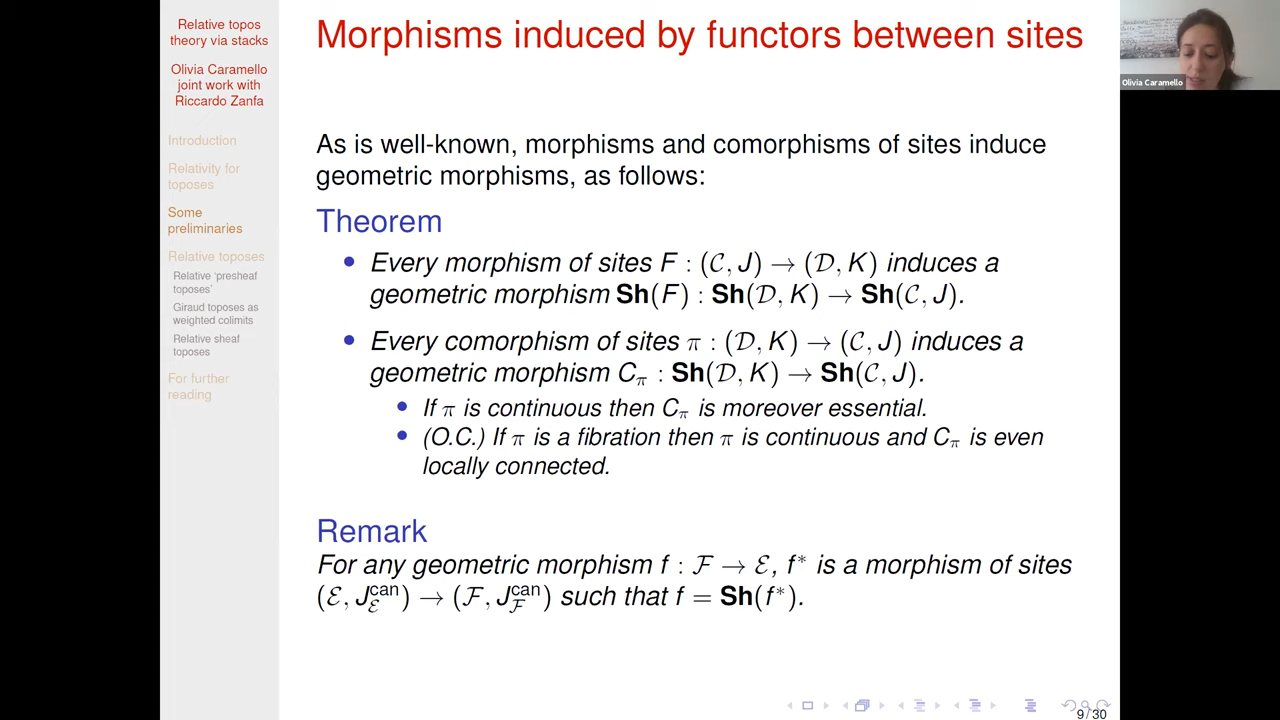 Relative topos
theory via stacks
Olivia Caramello
joint work with
Riccardo Zanfa
Introduction
Relativity for
toposes
Some
preliminaries
Relative toposes
Relative ‘presheaf
toposes’
Giraud toposes as
weighted colimits
Relative sheaf
toposes
For further
reading
Morphisms induced by functors between sites
As is well-known, morphisms and comorphisms of sites induce
geometric morphisms, as follows:
Theorem
• Every morphism of sites F : (𝒞, J) → (𝒟, K) induces a
geometric morphism Sh(F) : Sh(𝒟, K) → Sh(𝒞, J).
• Every comorphism of sites π : (𝒟, K) → (𝒞, J) induces a
geometric morphism C_π : Sh(𝒟, K) → Sh(𝒞, J).
• If π is continuous then C_π is moreover essential.
• (O.C.) If π is a fibration then π is continuous and C_π is even
locally connected.
Remark
For any geometric morphism f : ℱ → ℰ, f* is a morphism of sites
(ℰ, J_ℰ^can) → (ℱ, J_ℱ^can) such that f = Sh(f*).
9/30
Olivia Caramello